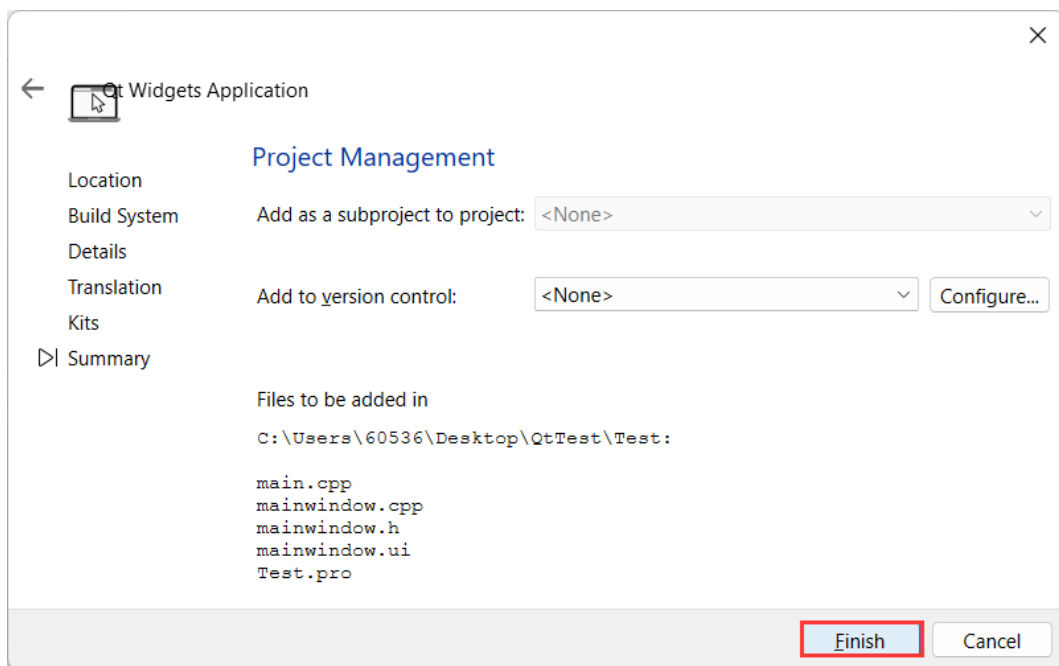 Qt Widgets Application
Project Management
Location
Build System
Details
Translation
Kits
Summary
Add as a subproject to project: <None>
Add to version control: <None> Configure...
Files to be added in
C:\Users\60536\Desktop\QtTest\Test:
main.cpp
mainwindow.cpp
mainwindow.h
mainwindow.ui
Test.pro
Finish Cancel